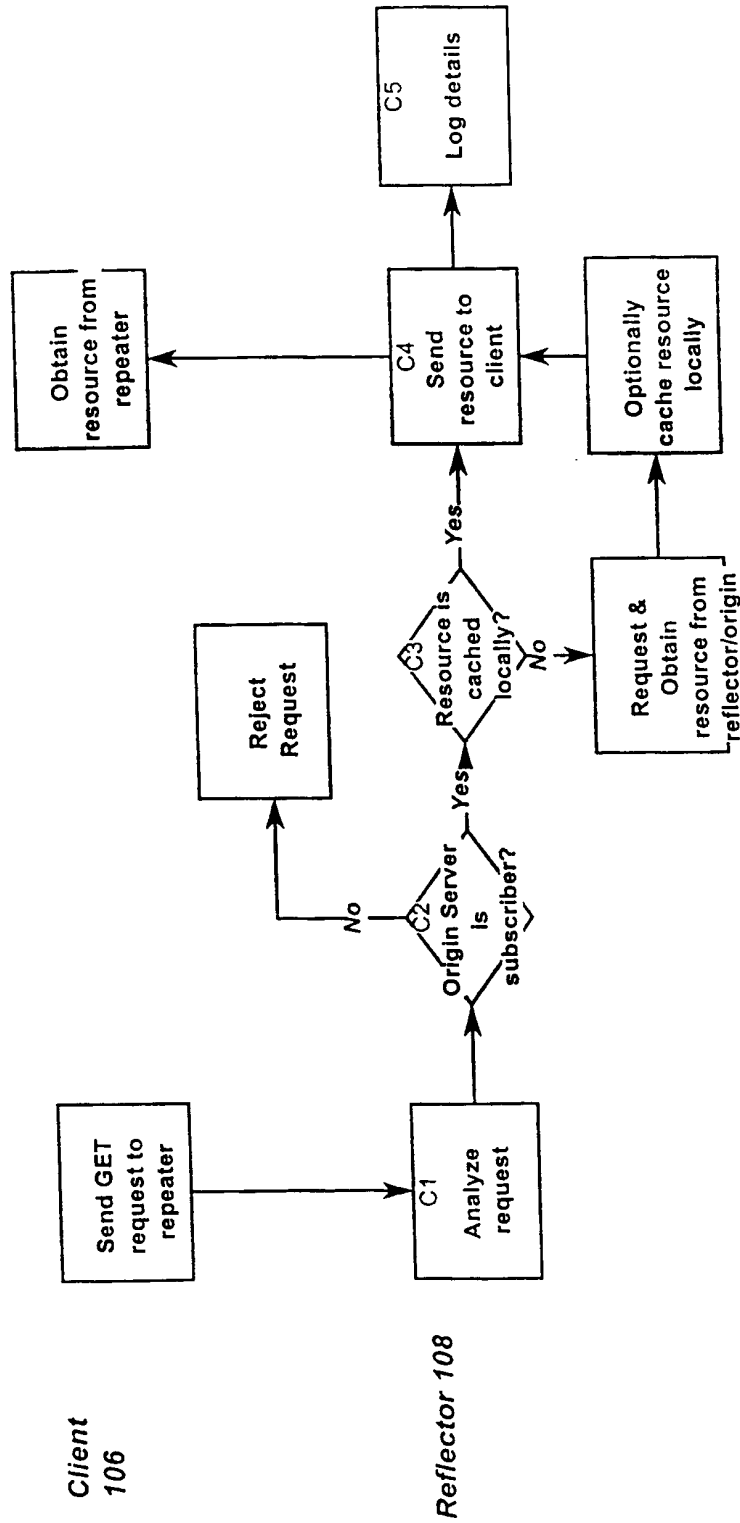 Client
106
Send GET
request to
repeater
Obtain
resource from
repeater
Reflector 108
C1
Analyze
request
C2
Origin Server
is
subscriber?
No
Reject
Request
Yes
C3
Resource is
cached
locally?
Yes
No
Request &
Obtain
resource from
reflector/origin
Optionally
cache resource
locally
C4
Send
resource to
client
C5
Log details